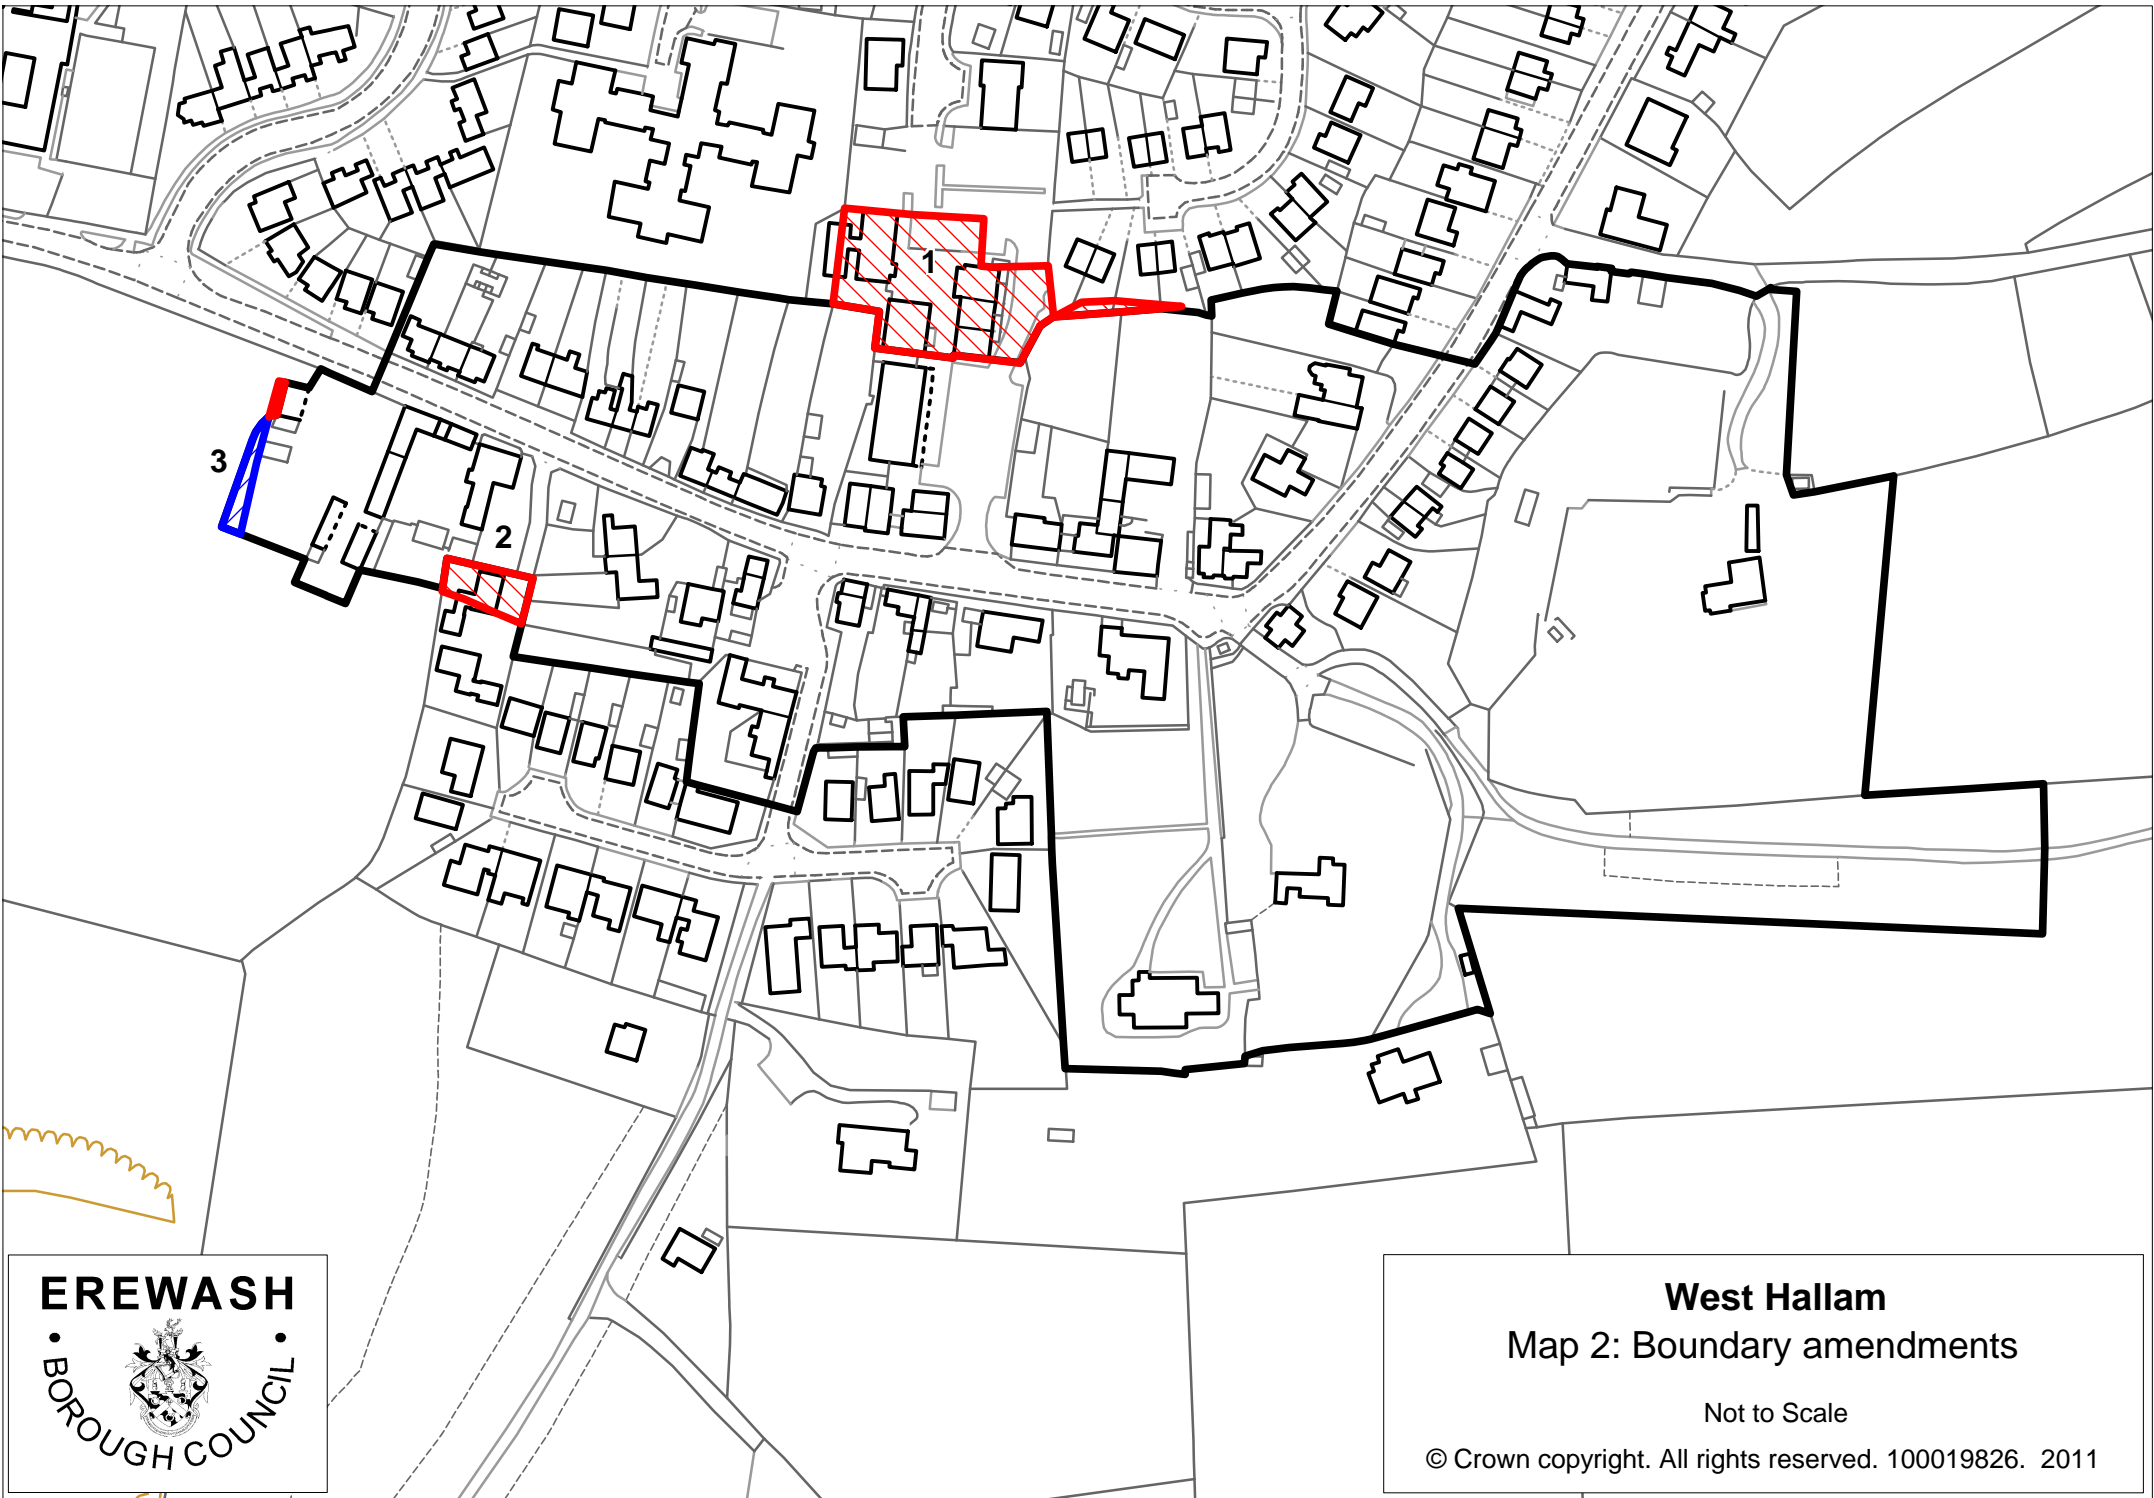 1
3
2
EREWASH
• BOROUGH COUNCIL •
West Hallam
Map 2: Boundary amendments
Not to Scale
© Crown copyright. All rights reserved. 100019826. 2011